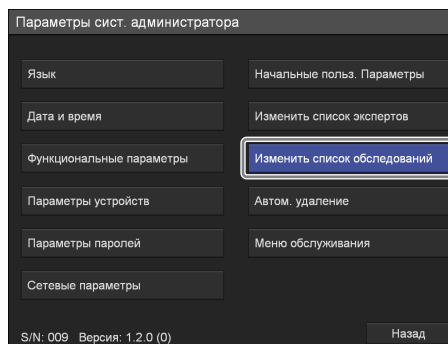 Параметры сист. администратора
Язык
Начальные польз. Параметры
Дата и время
Изменить список экспертов
Функциональные параметры
Изменить список обследований
Параметры устройств
Автом. удаление
Параметры паролей
Меню обслуживания
Сетевые параметры
S/N: 009 Версия: 1.2.0 (0)
Назад